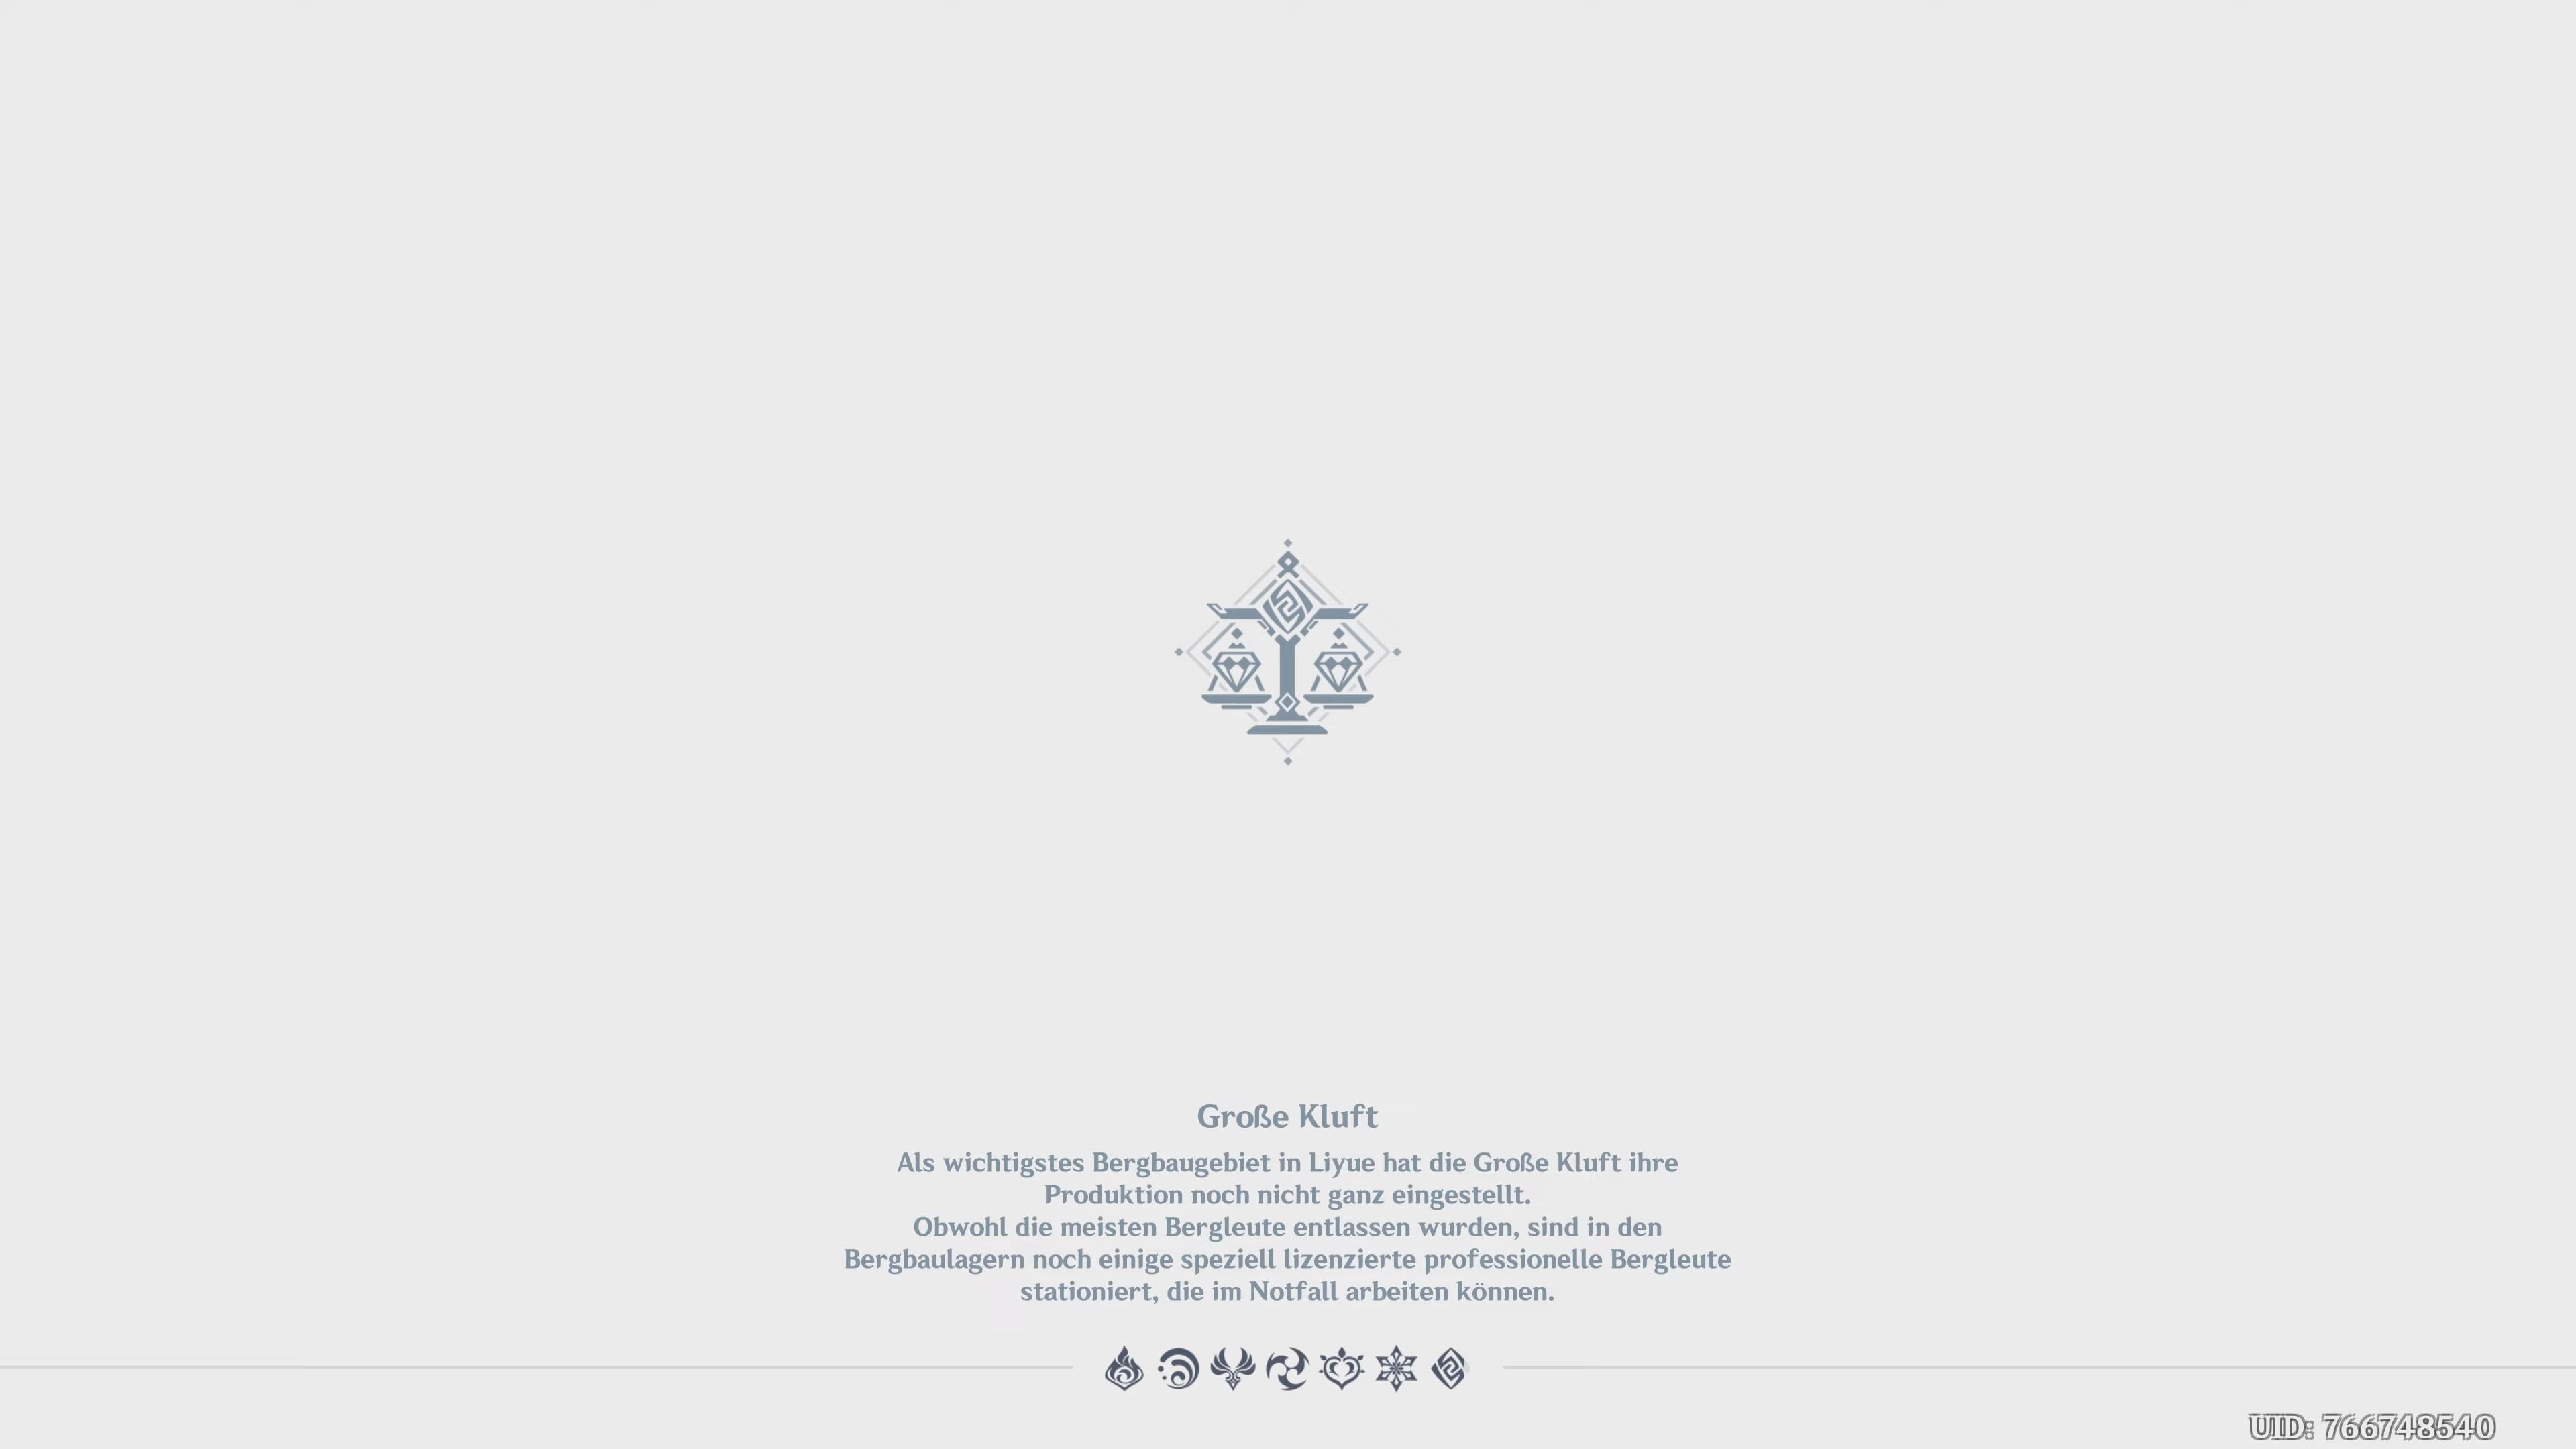 Große Kluft
Als wichtigstes Bergbaugebiet in Liyue hat die Große Kluft ihre
Produktion noch nicht ganz eingestellt.
Obwohl die meisten Bergleute entlassen wurden, sind in den
Bergbaulagern noch einige speziell lizenzierte professionelle Bergleute
stationiert, die im Notfall arbeiten können.
UID: 766748540